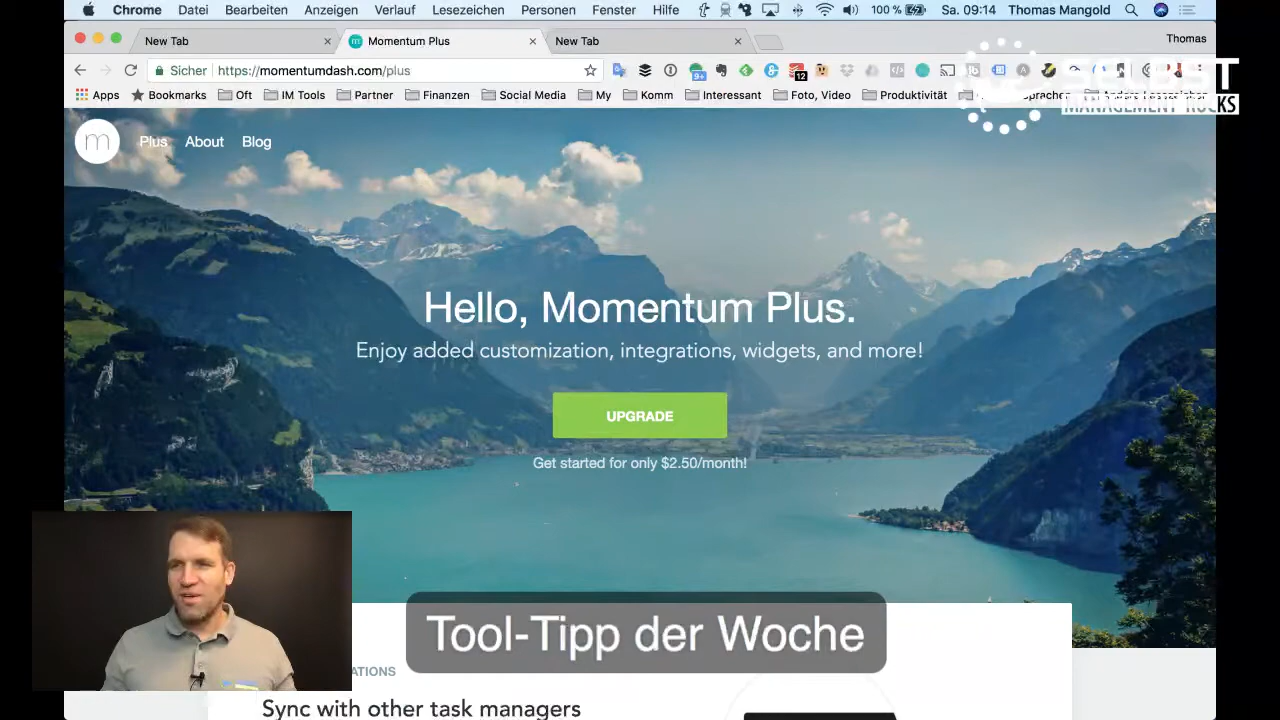 Chrome Datei Bearbeiten Anzeigen Verlauf Lesezeichen Personen Fenster Hilfe 100 % Sa. 09:14 Thomas Mangold
New Tab Momentum Plus New Tab Thomas
Sicher https://momentumdash.com/plus
9+ 12
Apps Bookmarks Oft IM Tools Partner Finanzen Social Media My Komm Interessant Foto, Video Produktivität
MANAGEMENT
m Plus About Blog
Hello, Momentum Plus.
Enjoy added customization, integrations, widgets, and more!
UPGRADE
Get started for only $2.50/month!
Tool-Tipp der Woche
Sync with other task managers